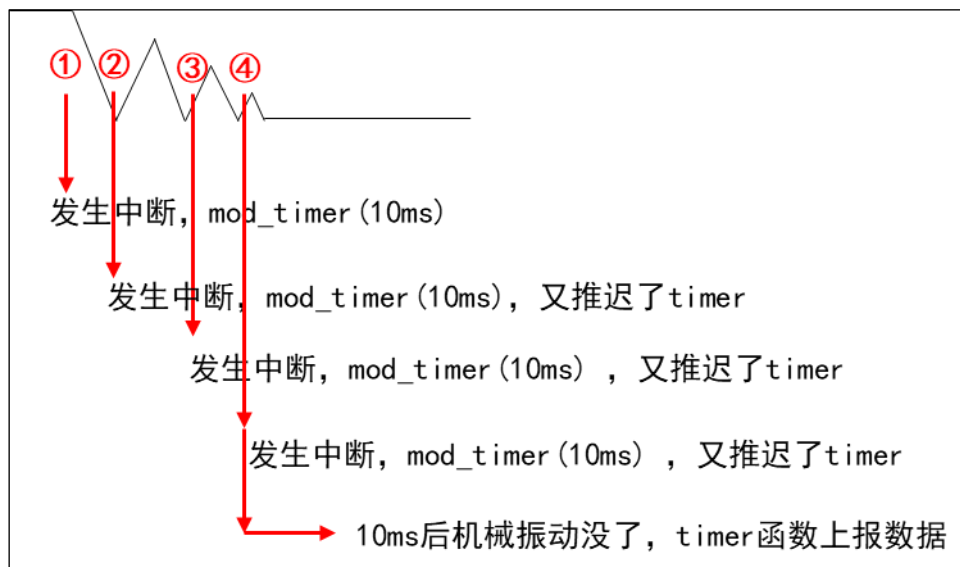 ① ② ③ ④
发生中断，mod_timer(10ms)
发生中断，mod_timer(10ms)，又推迟了timer
发生中断，mod_timer(10ms) ，又推迟了timer
发生中断，mod_timer(10ms) ，又推迟了timer
10ms后机械振动没了，timer函数上报数据